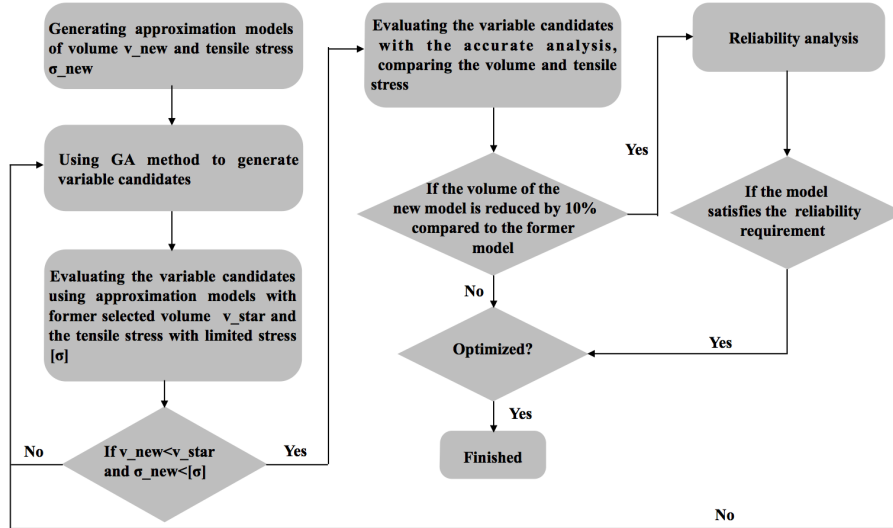 Generating approximation models
of volume v_new and tensile stress
σ_new
Using GA method to generate
variable candidates
Evaluating the variable candidates
using approximation models with
former selected volume v_star and
the tensile stress with limited stress
[σ]
If v_new<v_star
and σ_new<[σ]
No
Yes
Evaluating the variable candidates
with the accurate analysis,
comparing the volume and tensile
stress
If the volume of the
new model is reduced by 10%
compared to the former
model
Yes
No
Reliability analysis
If the model
satisfies the reliability
requirement
Yes
Optimized?
Yes
Finished
No